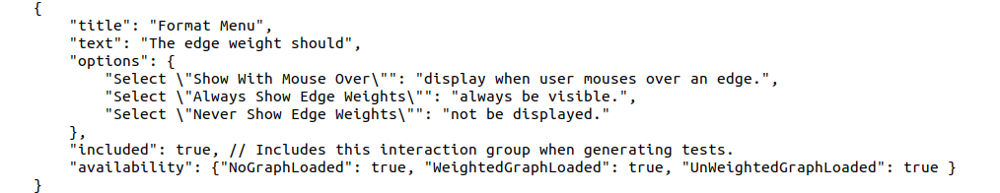 {
    "title": "Format Menu",
    "text": "The edge weight should",
    "options": {
        "Select \"Show With Mouse Over\"": "display when user mouses over an edge.",
        "Select \"Always Show Edge Weights\"": "always be visible.",
        "Select \"Never Show Edge Weights\"": "not be displayed."
    },
    "included": true, // Includes this interaction group when generating tests.
    "availability": {"NoGraphLoaded": true, "WeightedGraphLoaded": true, "UnWeightedGraphLoaded": true }
}